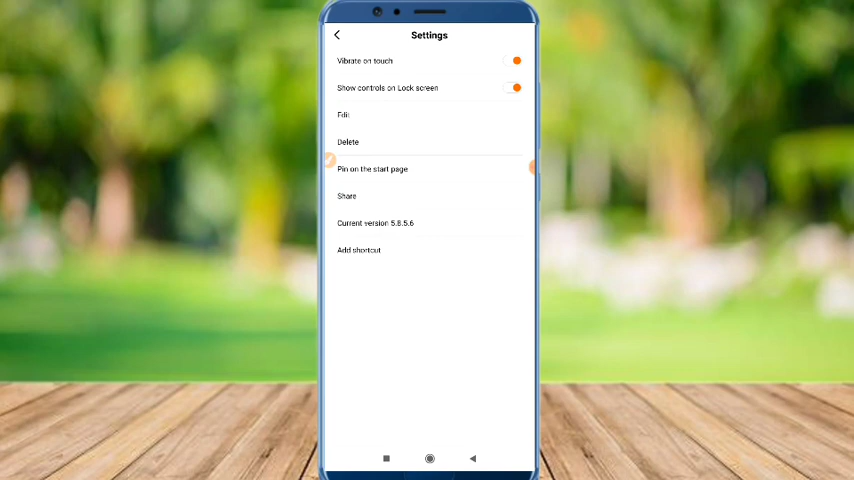 Settings
Vibrate on touch
Show controls on Lock screen
Edit
Delete
Pin on the start page
Share
Current version 5.8.5.6
Add shortcut